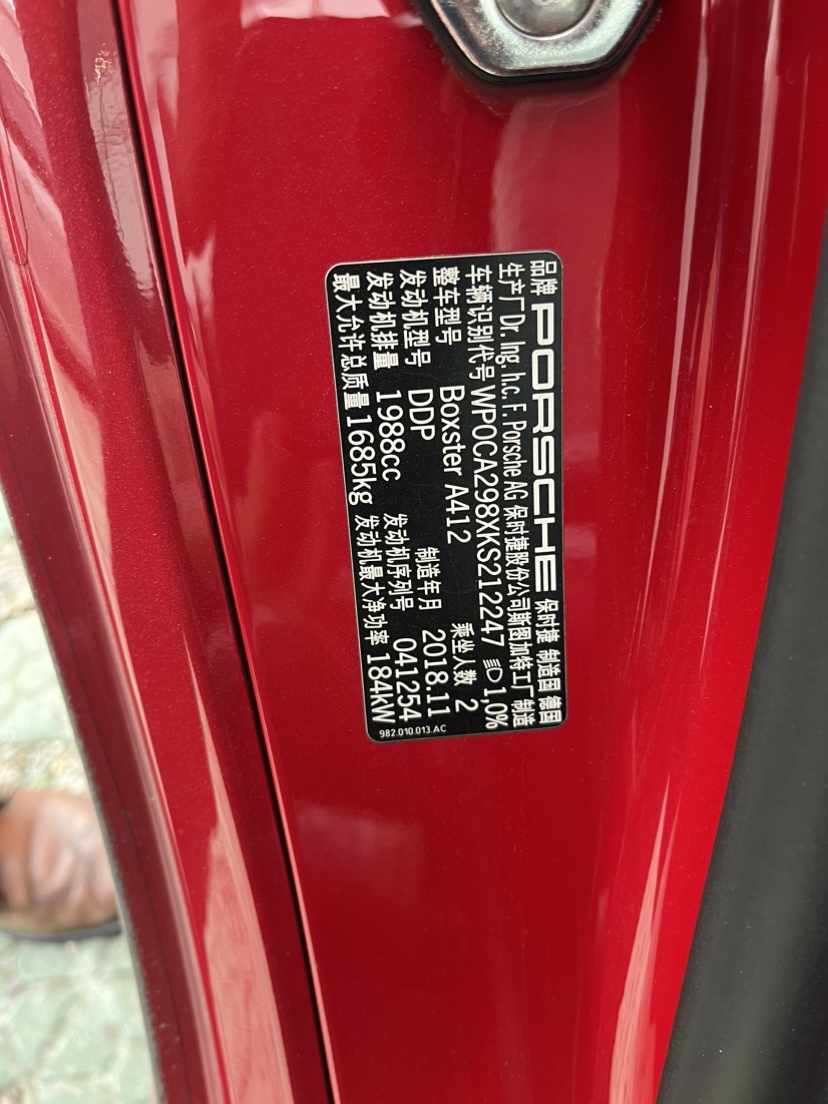 品牌 PORSCHE 保时捷 制造国 德国
生产厂 Dr. Ing. h.c. F. Porsche AG 保时捷股份公司斯图加特工厂 制造
车辆识别代号 WP0CA298XKS212247 1,0%
整车型号 Boxster A412 乘坐人数 2
发动机型号 DDP 制造年月 2018.11
发动机排量 1988cc 发动机序列号 041254
最大允许总质量 1685kg 发动机最大净功率 184kW
982.010.013.AC